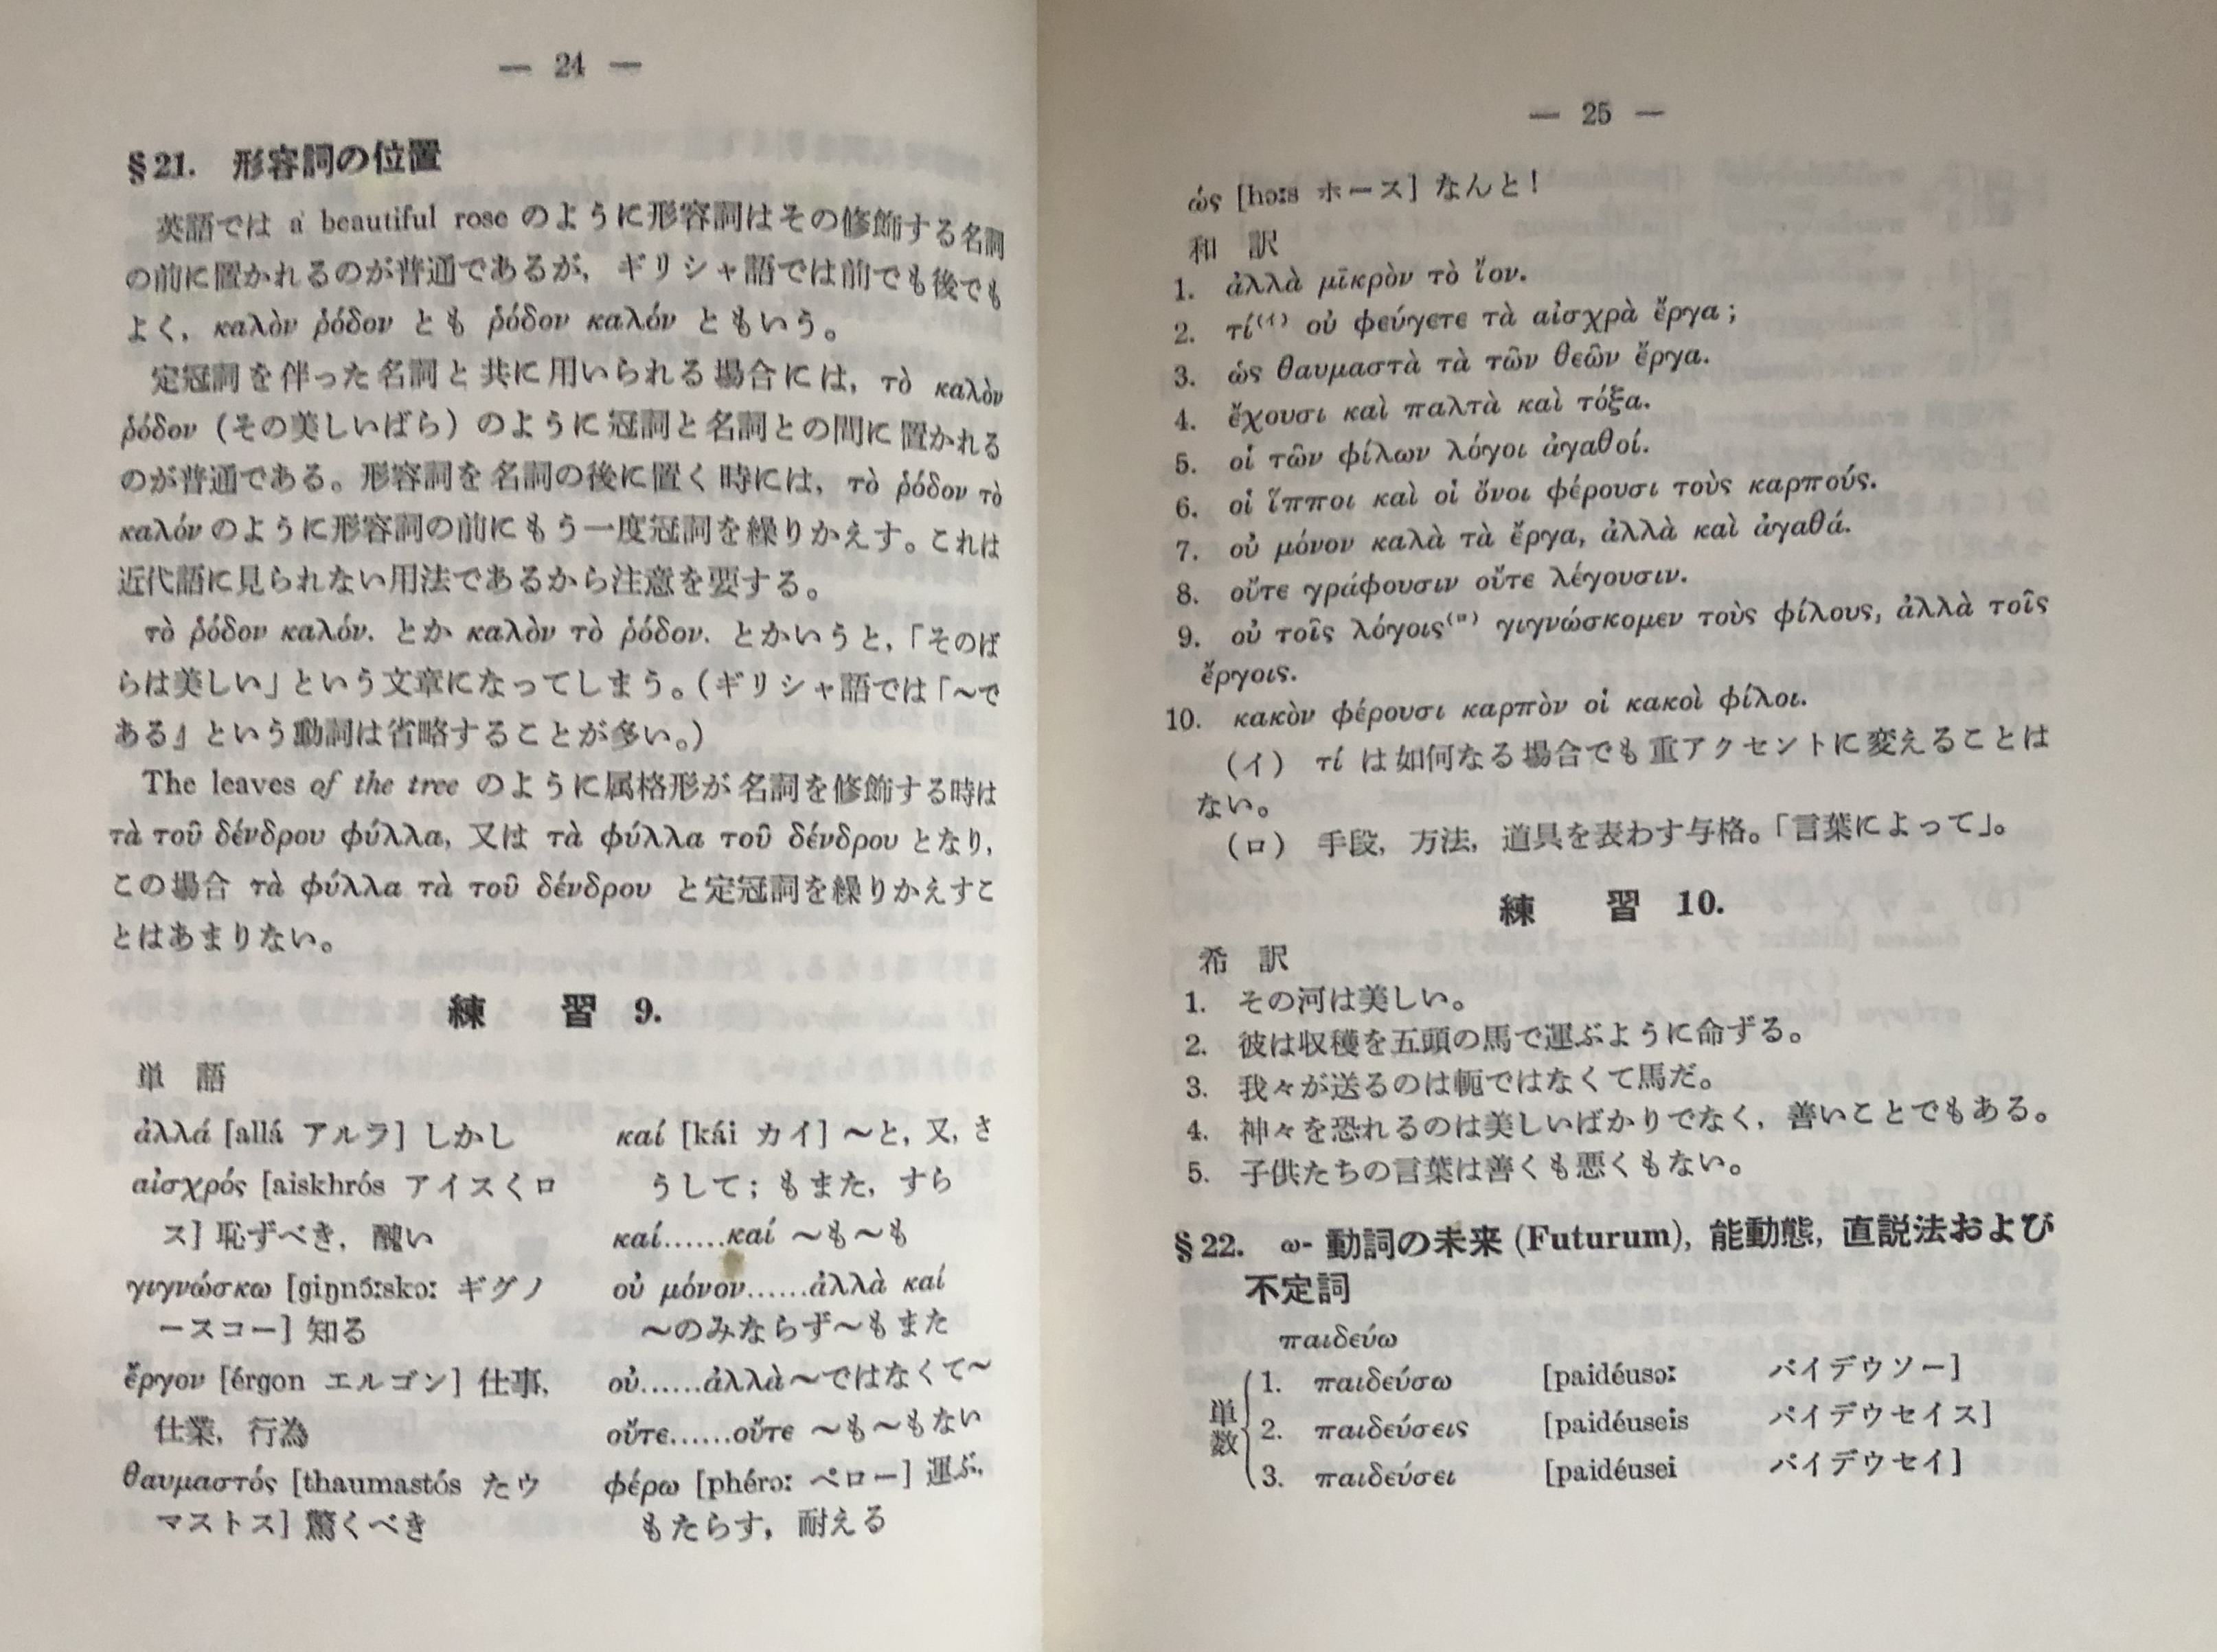 — 24 —
§21. 形容詞の位置
英語では a beautiful rose のように形容詞はその修飾する名詞
の前に置かれるのが普通であるが, ギリシャ語では前でも後でも
よく, καλὸν ῥόδον とも ῥόδον καλόν ともいう。
定冠詞を伴った名詞と共に用いられる場合には, τὸ καλὸν
ῥόδον (その美しいばら) のように冠詞と名詞との間に置かれる
のが普通である。形容詞を名詞の後に置く時には, τὸ ῥόδον τὸ
καλόν のように形容詞の前にもう一度冠詞を繰りかえす。これは
近代語に見られない用法であるから注意を要する。
τὸ ῥόδον καλόν. とか καλὸν τὸ ῥόδον. とかいうと,「そのば
らは美しい」という文章になってしまう。(ギリシャ語では「〜で
ある』という動詞は省略することが多い。)
The leaves of the tree のように属格形が名詞を修飾する時は
τὰ τοῦ δένδρου φύλλα, 又は τὰ φύλλα τοῦ δένδρου となり,
この場合 τὰ φύλλα τὰ τοῦ δένδρου と定冠詞を繰りかえすこ
とはあまりない。
練 習 9.
単 語
ἀλλά [allá アルラ] しかし
αἰσχρός [aiskhrós アイスくロ
ス] 恥ずべき, 醜い
γιγνώσκω [giŋnɔ́ːskɔː ギグノ
ースコー] 知る
ἔργον [érgon エルゴン] 仕事,
仕業, 行為
θαυμαστός [thaumastós たウ
マストス] 驚くべき
καί [kái カイ] 〜と, 又, さ
うして; もまた, すら
καί......καί 〜も〜も
οὐ μόνον......ἀλλὰ καί
〜のみならず〜もまた
οὐ......ἀλλὰ 〜ではなくて〜
οὔτε......οὔτε 〜も〜もない
φέρω [phérɔː ペロー] 運ぶ,
もたらす, 耐える
— 25 —
ὡς [hɔːs ホース] なんと!
和 訳
1. ἀλλὰ μῑκρὸν τὸ ἴον.
2. τί(イ) οὐ φεύγετε τὰ αἰσχρὰ ἔργα;
3. ὡς θαυμαστὰ τὰ τῶν θεῶν ἔργα.
4. ἔχουσι καὶ παλτὰ καὶ τόξα.
5. οἱ τῶν φίλων λόγοι ἀγαθοί.
6. οἱ ἵπποι καὶ οἱ ὄνοι φέρουσι τοὺς καρπούς.
7. οὐ μόνον καλὰ τὰ ἔργα, ἀλλὰ καὶ ἀγαθά.
8. οὔτε γράφουσιν οὔτε λέγουσιν.
9. οὐ τοῖς λόγοις(ロ) γιγνώσκομεν τοὺς φίλους, ἀλλὰ τοῖς
ἔργοις.
10. κακὸν φέρουσι καρπὸν οἱ κακοὶ φίλοι.
(イ) τί は如何なる場合でも重アクセントに変えることは
ない。
(ロ) 手段, 方法, 道具を表わす与格。「言葉によって」。
練 習 10.
希 訳
1. その河は美しい。
2. 彼は収穫を五頭の馬で運ぶように命ずる。
3. 我々が送るのは軛ではなくて馬だ。
4. 神々を恐れるのは美しいばかりでなく, 善いことでもある。
5. 子供たちの言葉は善くも悪くもない。
§22. ω- 動詞の未来 (Futurum), 能動態, 直説法および
不定詞
παιδεύω
単数
1. παιδεύσω [paidéusɔː パイデウソー]
2. παιδεύσεις [paidéuseis パイデウセイス]
3. παιδεύσει [paidéusei パイデウセイ]